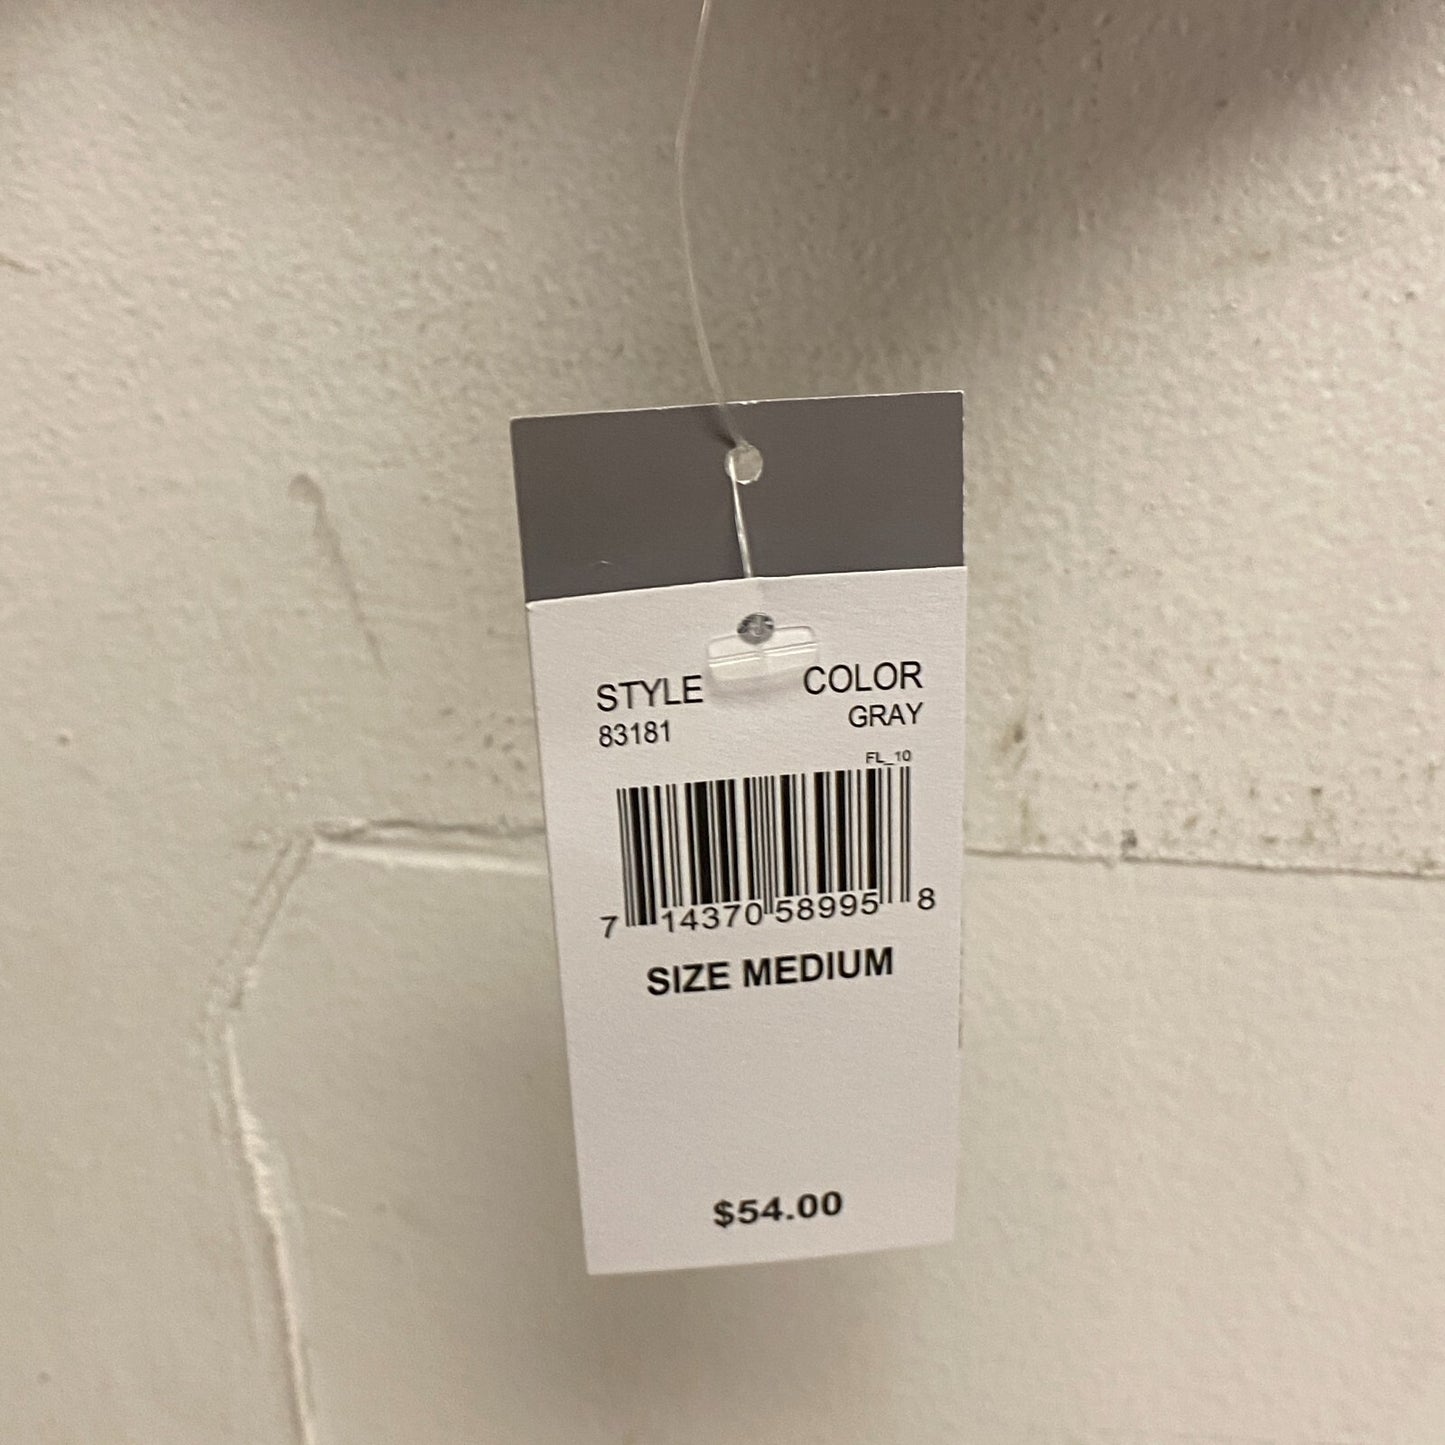 STYLE COLOR
83181 GRAY
FL_10
7 14370 58995 8
SIZE MEDIUM
$54.00